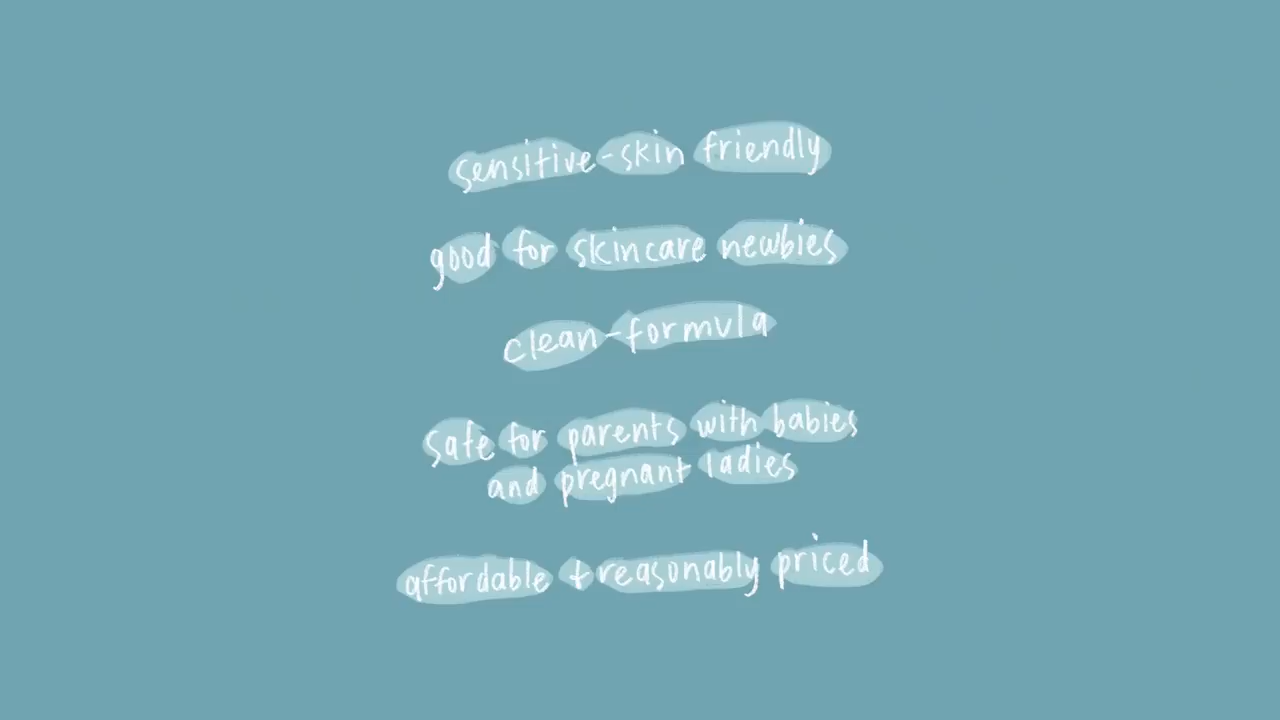 sensitive-skin friendly
good for skincare newbies
clean-formula
safe for parents with babies
and pregnant ladies
affordable + reasonably priced